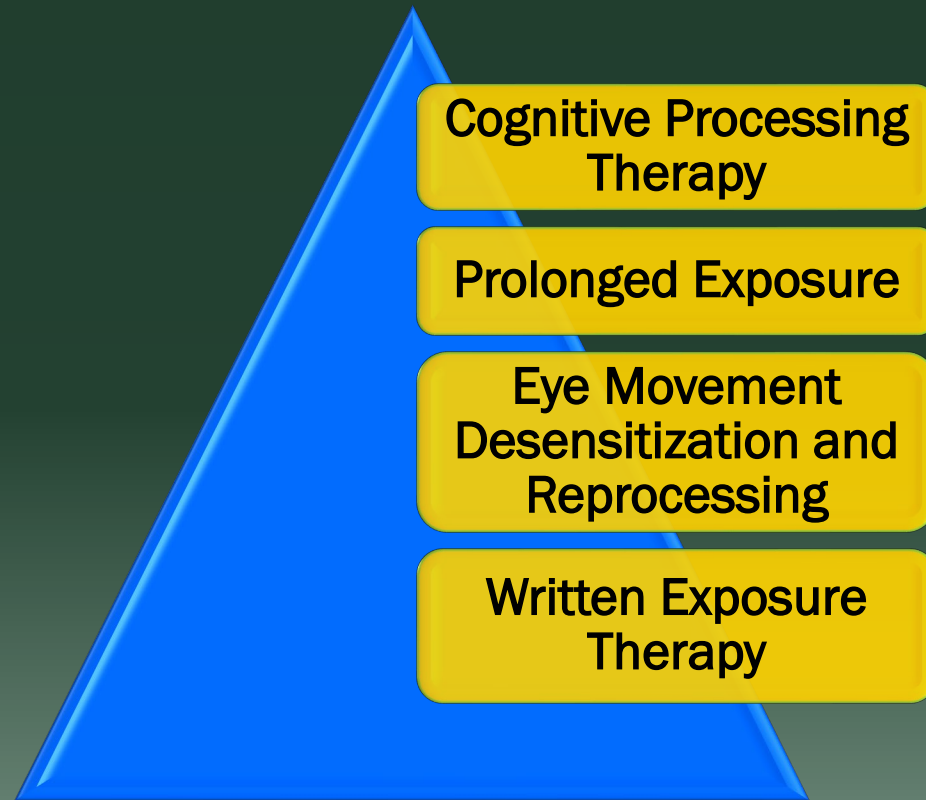 Cognitive Processing
Therapy
Prolonged Exposure
Eye Movement
Desensitization and
Reprocessing
Written Exposure
Therapy